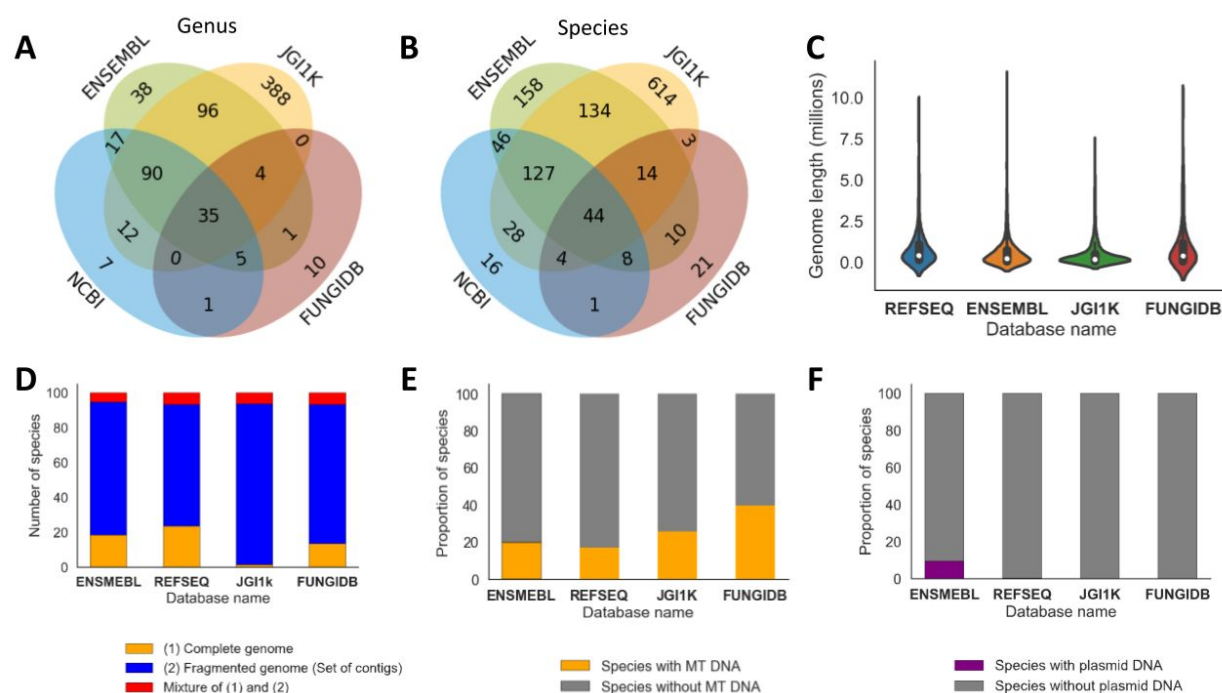 A
Genus
ENSEMBL
JGI1K
38
388
96
17
0
90
4
35
12
1
0
5
7
10
NCBI
1
FUNGIDB
B
Species
ENSEMBL
JGI1K
158
614
134
46
3
127
14
44
28
10
4
8
16
21
NCBI
1
FUNGIDB
C
Genome length (millions)
10.0
7.5
5.0
2.5
0.0
REFSEQ ENSEMBL JGI1K FUNGIDB
Database name
D
Number of species
100
80
60
40
20
0
ENSMEBL REFSEQ JGI1k FUNGIDB
Database name
(1) Complete genome
(2) Fragmented genome (Set of contigs)
Mixture of (1) and (2)
E
Proportion of species
100
80
60
40
20
0
ENSMEBL REFSEQ JGI1K FUNGIDB
Database name
Species with MT DNA
Species without MT DNA
F
Proportion of species
100
80
60
40
20
0
ENSMEBL REFSEQ JGI1K FUNGIDB
Database name
Species with plasmid DNA
Species without plasmid DNA